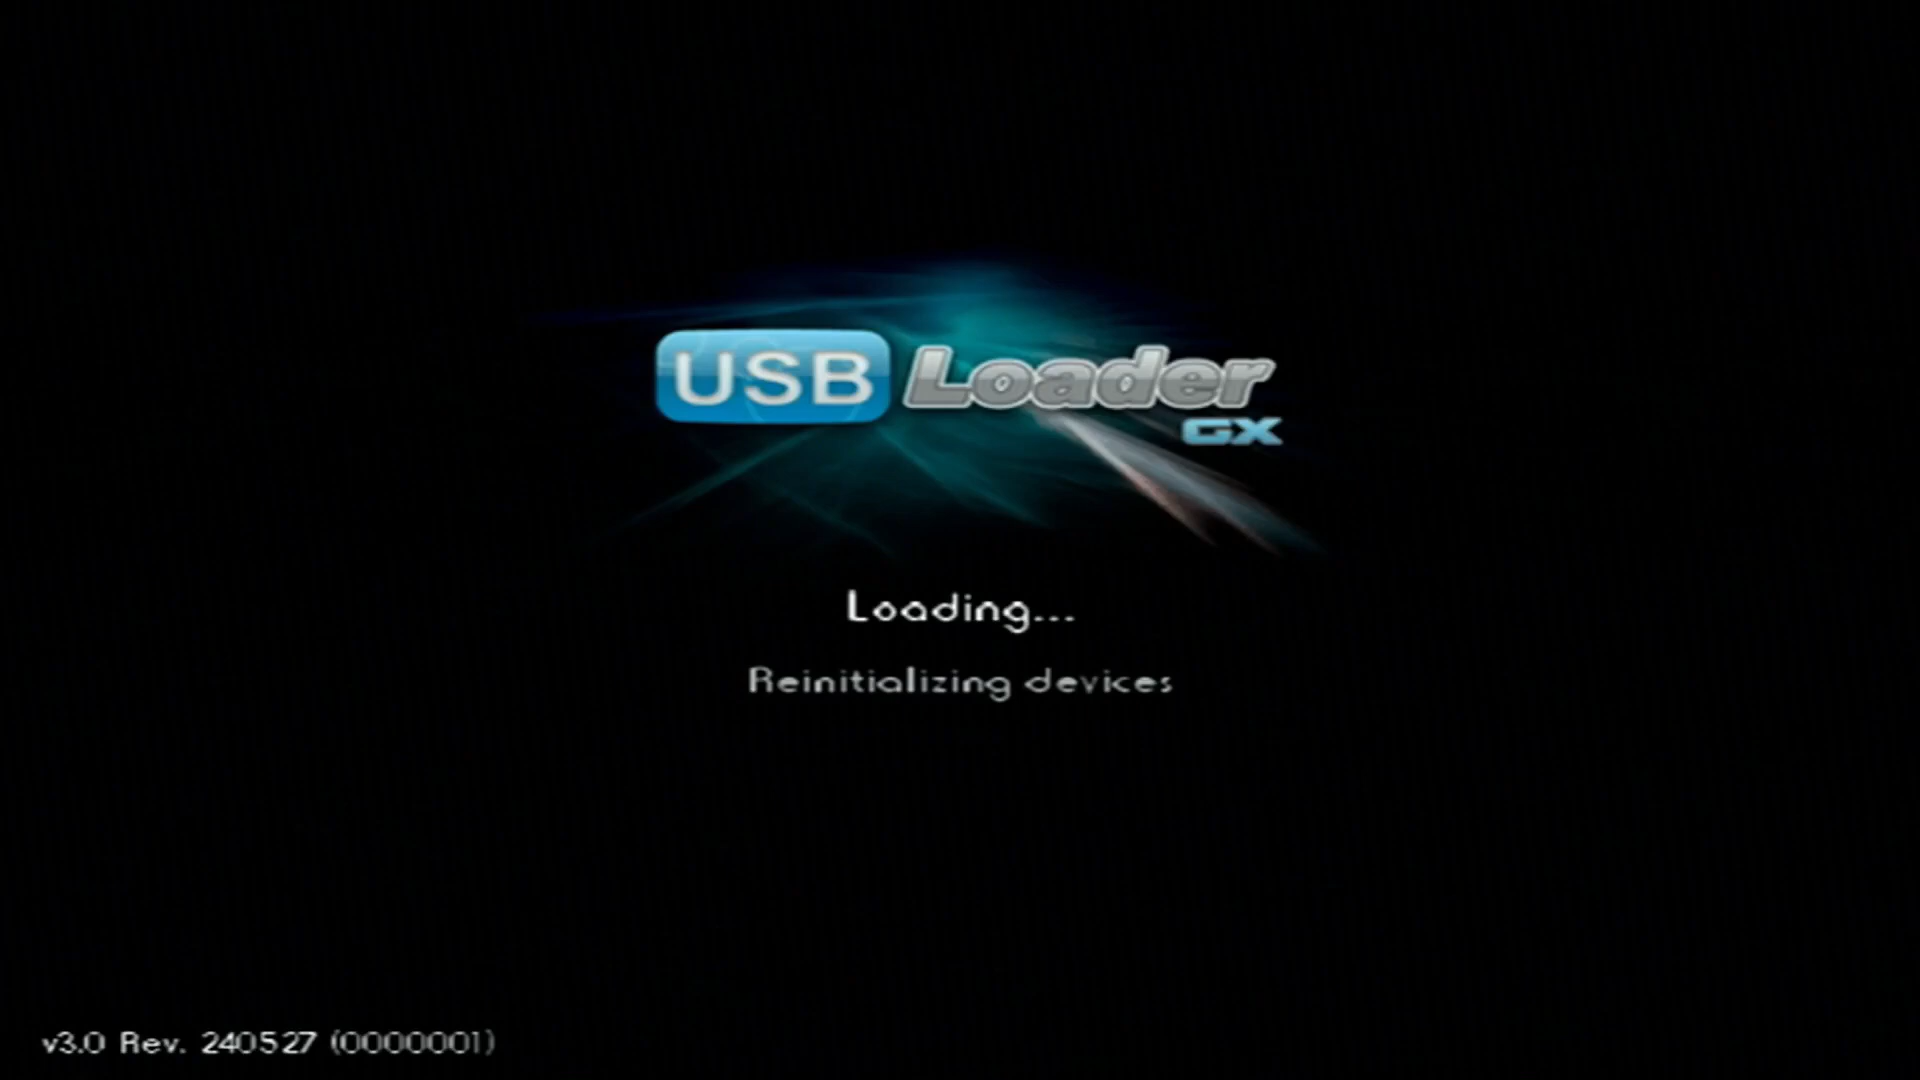 USB Loader
GX
Loading...
Reinitializing devices
v3.0 Rev. 240527 (0000001)